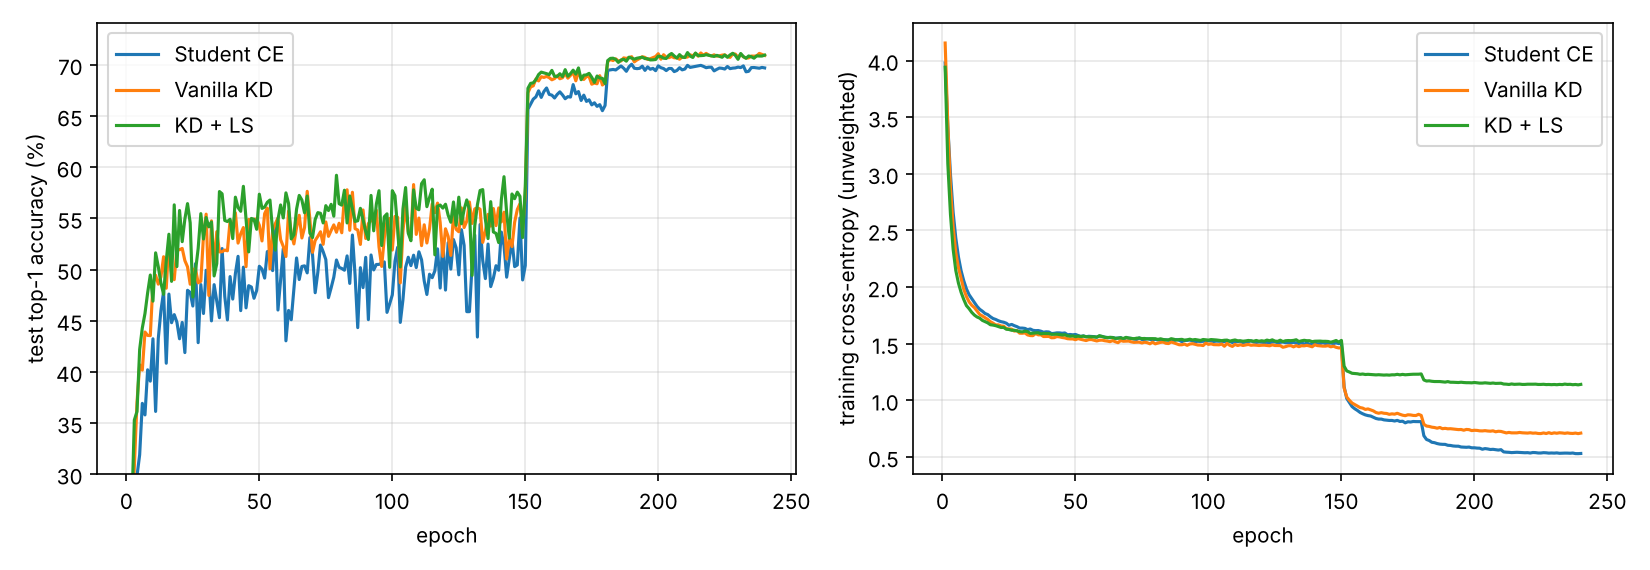 Student CE
Vanilla KD
KD + LS
test top-1 accuracy (%)
70
65
60
55
50
45
40
35
30
0
50
100
150
200
250
epoch
Student CE
Vanilla KD
KD + LS
training cross-entropy (unweighted)
4.0
3.5
3.0
2.5
2.0
1.5
1.0
0.5
0
50
100
150
200
250
epoch